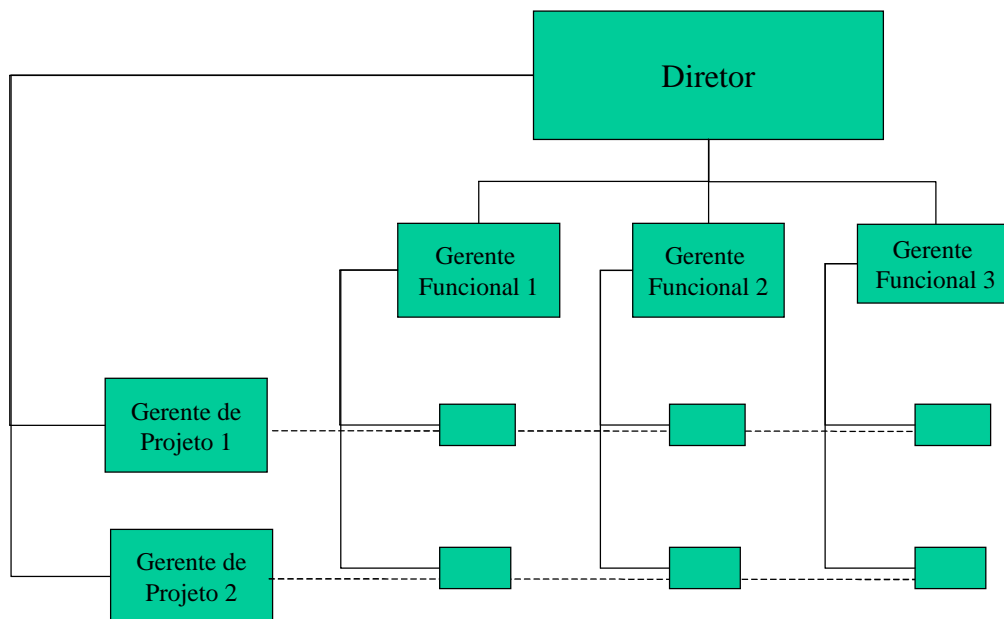 Diretor
Gerente
Funcional 1
Gerente
Funcional 2
Gerente
Funcional 3
Gerente de
Projeto 1
Gerente de
Projeto 2